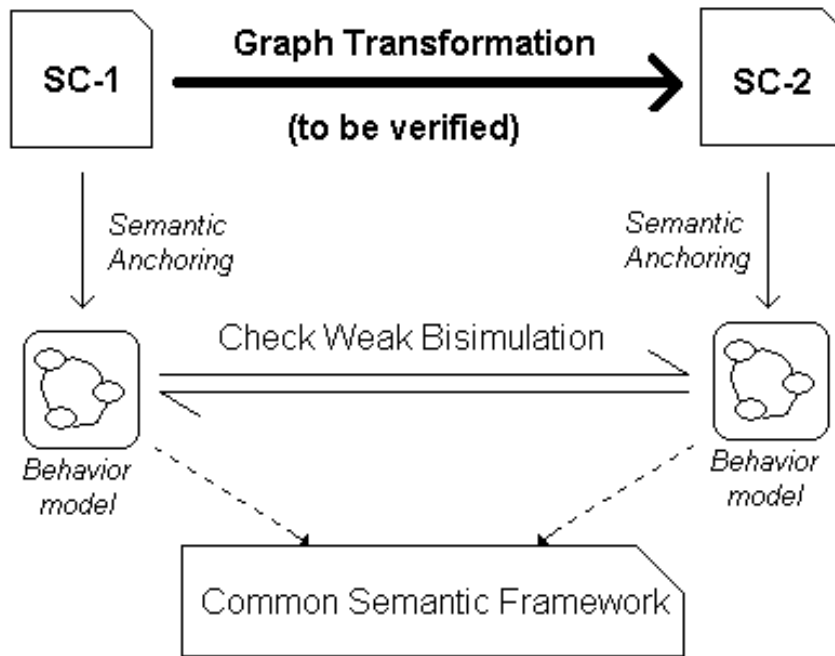 Graph Transformation
SC-1
SC-2
(to be verified)
Semantic
Anchoring
Semantic
Anchoring
Check Weak Bisimulation
Behavior
model
Behavior
model
Common Semantic Framework